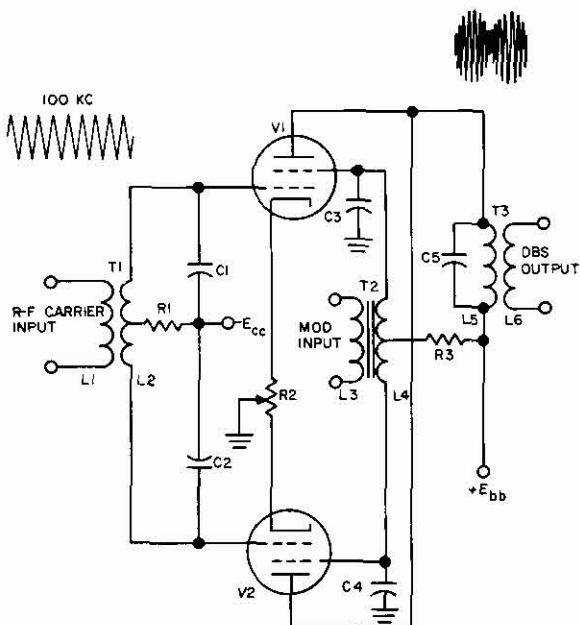 100 KC
V1
C3
T3
C5
DBS
OUTPUT
C1
T1
T2
R-F CARRIER
INPUT
R1
-Ecc
MOD
INPUT
R3
L5
L6
L1
L2
R2
L3
L4
C2
+Ebb
V2
C4